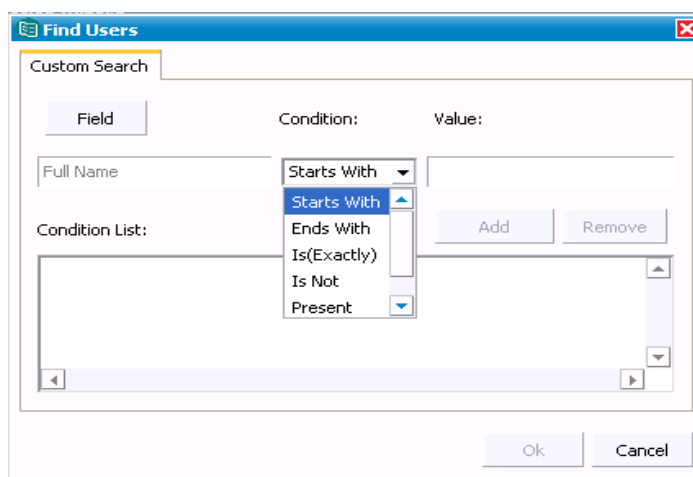 Find Users
Custom Search
Field Condition: Value:
Full Name Starts With
Starts With
Ends With
Is(Exactly)
Is Not
Present
Condition List: Add Remove
Ok Cancel